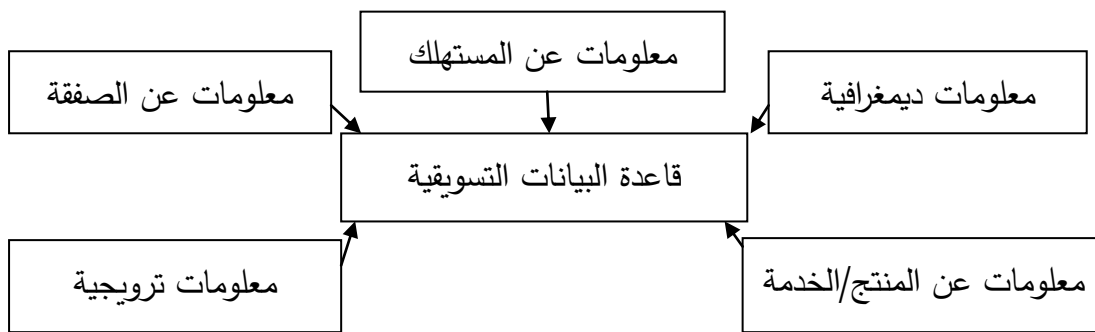 معلومات عن المستهلك
معلومات ديمغرافية
معلومات عن الصفقة
قاعدة البيانات التسويقية
معلومات عن المنتج/الخدمة
معلومات ترويجية